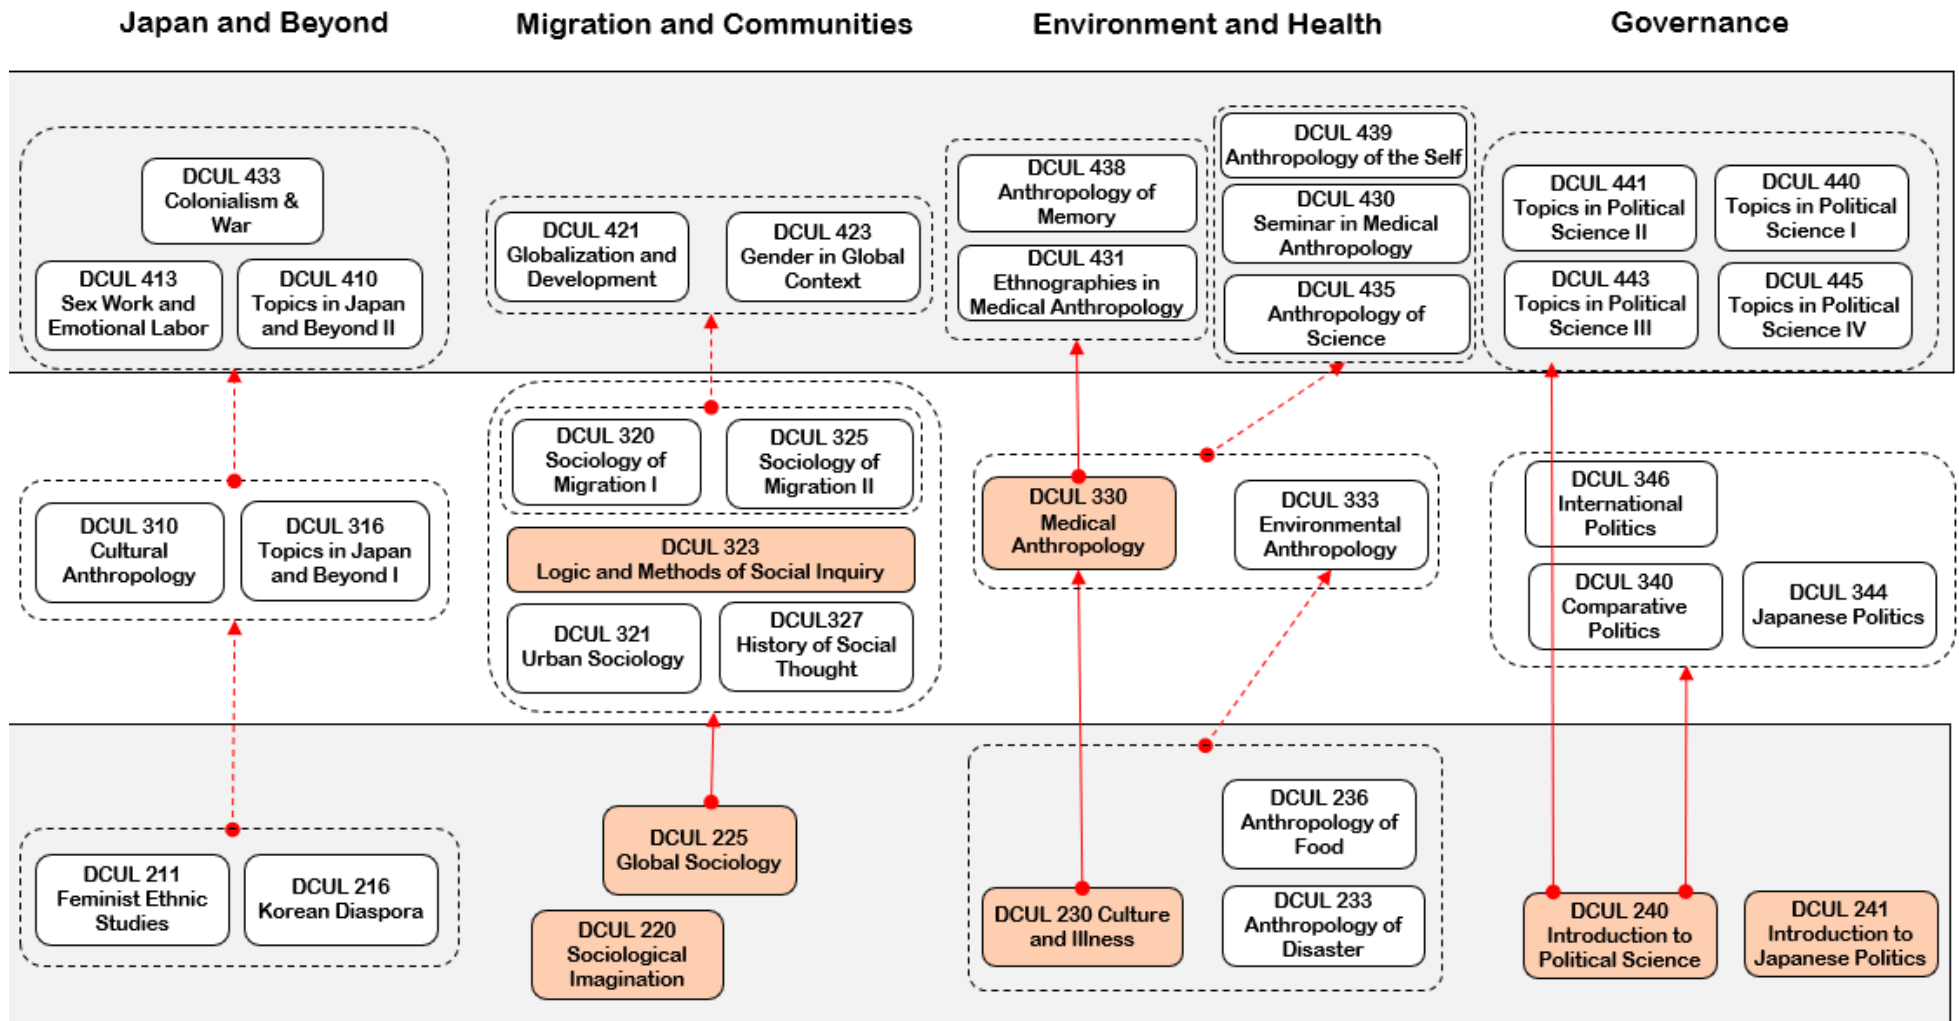 Japan and Beyond
Migration and Communities
Environment and Health
Governance
DCUL 433
Colonialism &
War
DCUL 413
Sex Work and
Emotional Labor
DCUL 410
Topics in Japan
and Beyond II
DCUL 421
Globalization and
Development
DCUL 423
Gender in Global
Context
DCUL 438
Anthropology of
Memory
DCUL 431
Ethnographies in
Medical Anthropology
DCUL 439
Anthropology of the Self
DCUL 430
Seminar in Medical
Anthropology
DCUL 435
Anthropology of
Science
DCUL 441
Topics in Political
Science II
DCUL 440
Topics in Political
Science I
DCUL 443
Topics in Political
Science III
DCUL 445
Topics in Political
Science IV
DCUL 310
Cultural
Anthropology
DCUL 316
Topics in Japan
and Beyond I
DCUL 320
Sociology of
Migration I
DCUL 325
Sociology of
Migration II
DCUL 323
Logic and Methods of Social Inquiry
DCUL 321
Urban Sociology
DCUL327
History of Social
Thought
DCUL 330
Medical
Anthropology
DCUL 333
Environmental
Anthropology
DCUL 346
International
Politics
DCUL 340
Comparative
Politics
DCUL 344
Japanese Politics
DCUL 211
Feminist Ethnic
Studies
DCUL 216
Korean Diaspora
DCUL 225
Global Sociology
DCUL 220
Sociological
Imagination
DCUL 236
Anthropology of
Food
DCUL 230 Culture
and Illness
DCUL 233
Anthropology of
Disaster
DCUL 240
Introduction to
Political Science
DCUL 241
Introduction to
Japanese Politics